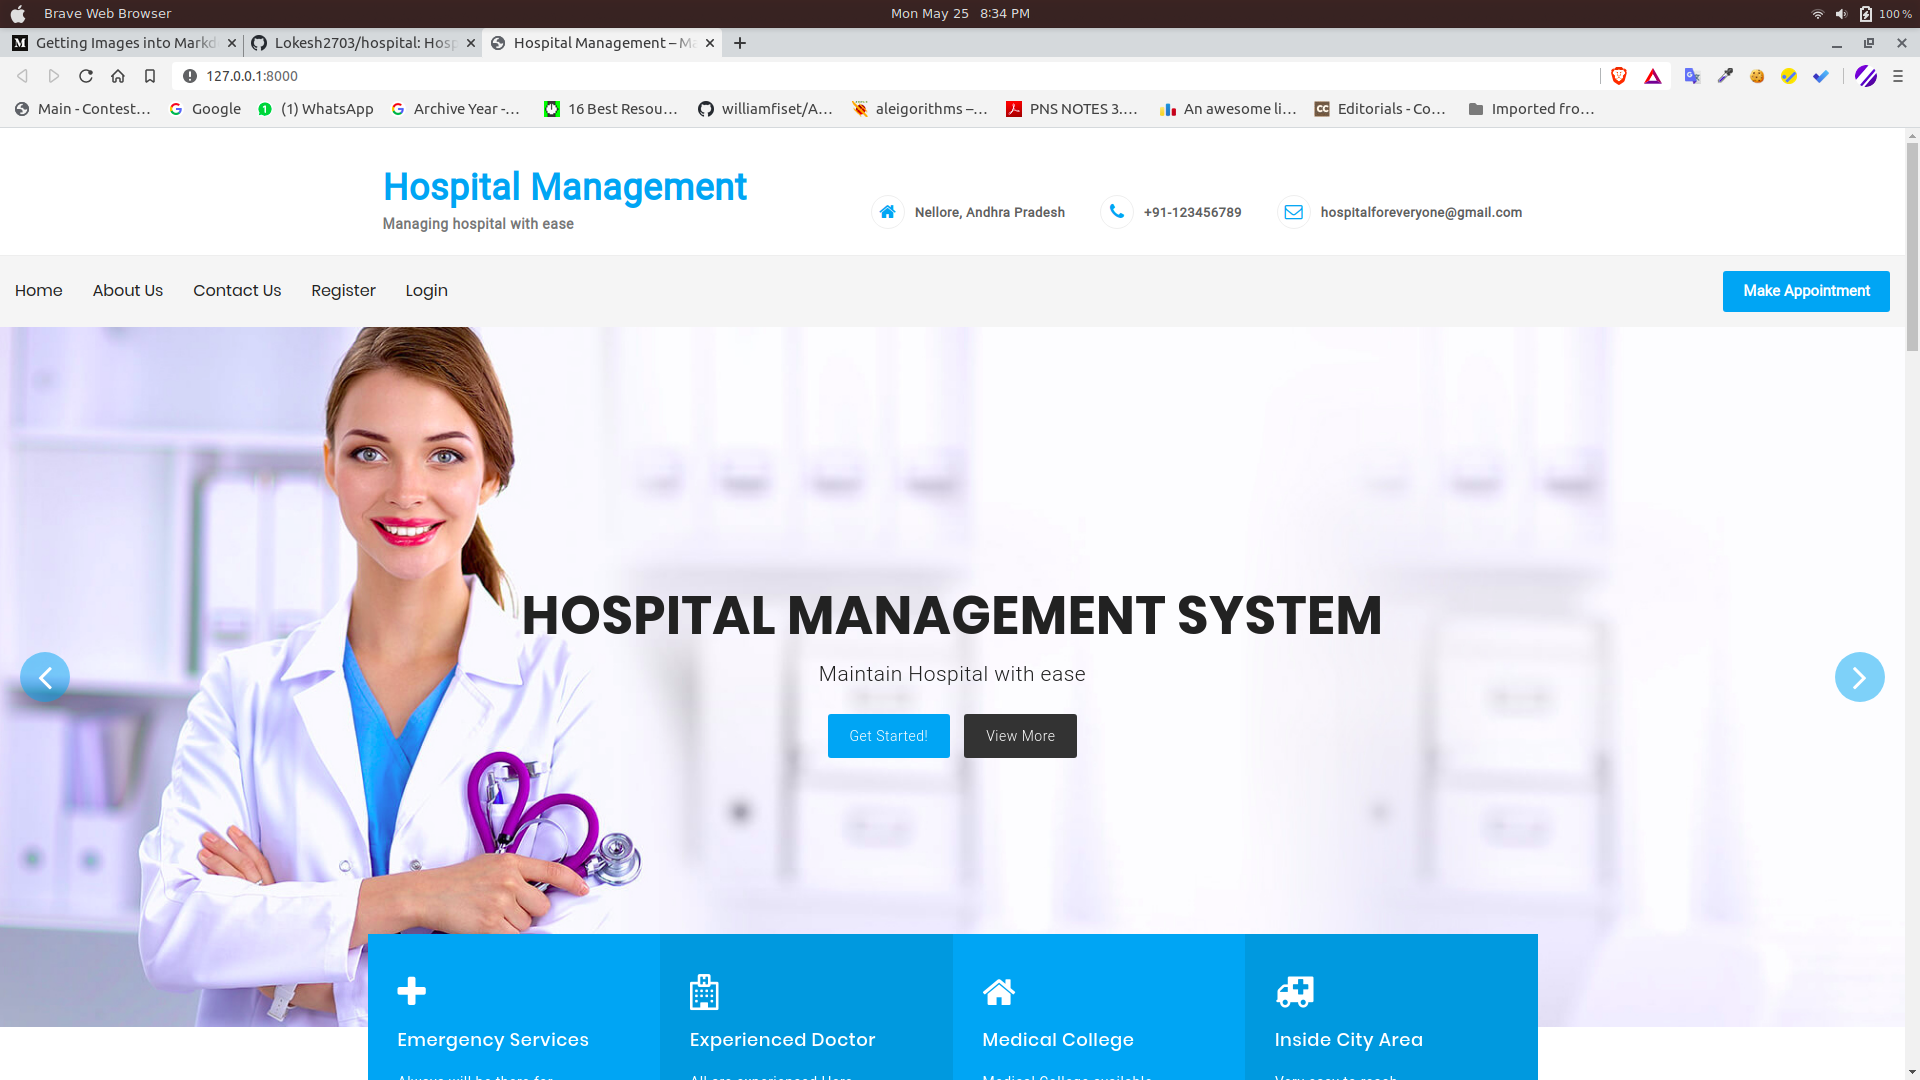 Brave Web Browser
Mon May 25 8:34 PM
100 %
Getting Images into Markd
Lokesh2703/hospital: Hosp
Hospital Management – Ma
127.0.0.1:8000
Main - Contest…
Google
(1) WhatsApp
Archive Year -…
16 Best Resou…
williamfiset/A…
aleigorithms –…
PNS NOTES 3.…
An awesome li…
Editorials - Co…
Imported fro…
Hospital Management
Managing hospital with ease
Nellore, Andhra Pradesh
+91-123456789
hospitalforeveryone@gmail.com
Home
About Us
Contact Us
Register
Login
Make Appointment
HOSPITAL MANAGEMENT SYSTEM
Maintain Hospital with ease
Get Started!
View More
Emergency Services
Experienced Doctor
Medical College
Inside City Area